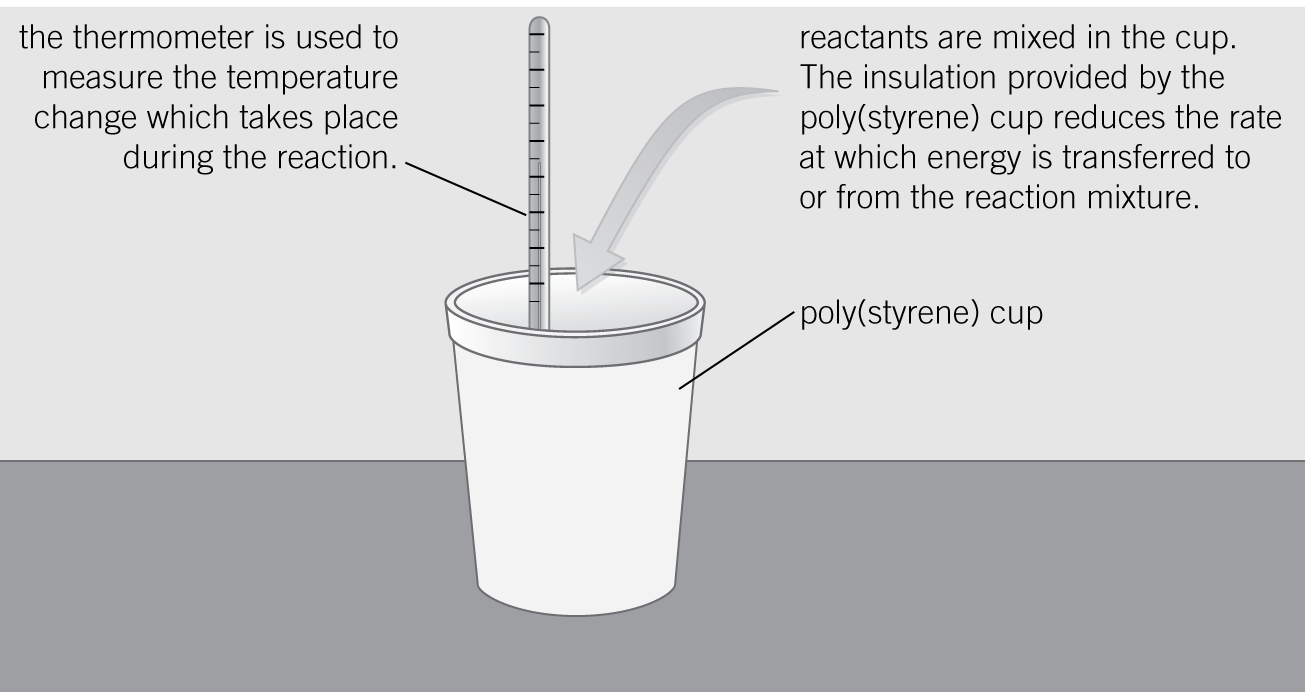 the thermometer is used to
measure the temperature
change which takes place
during the reaction.
reactants are mixed in the cup.
The insulation provided by the
poly(styrene) cup reduces the rate
at which energy is transferred to
or from the reaction mixture.
poly(styrene) cup